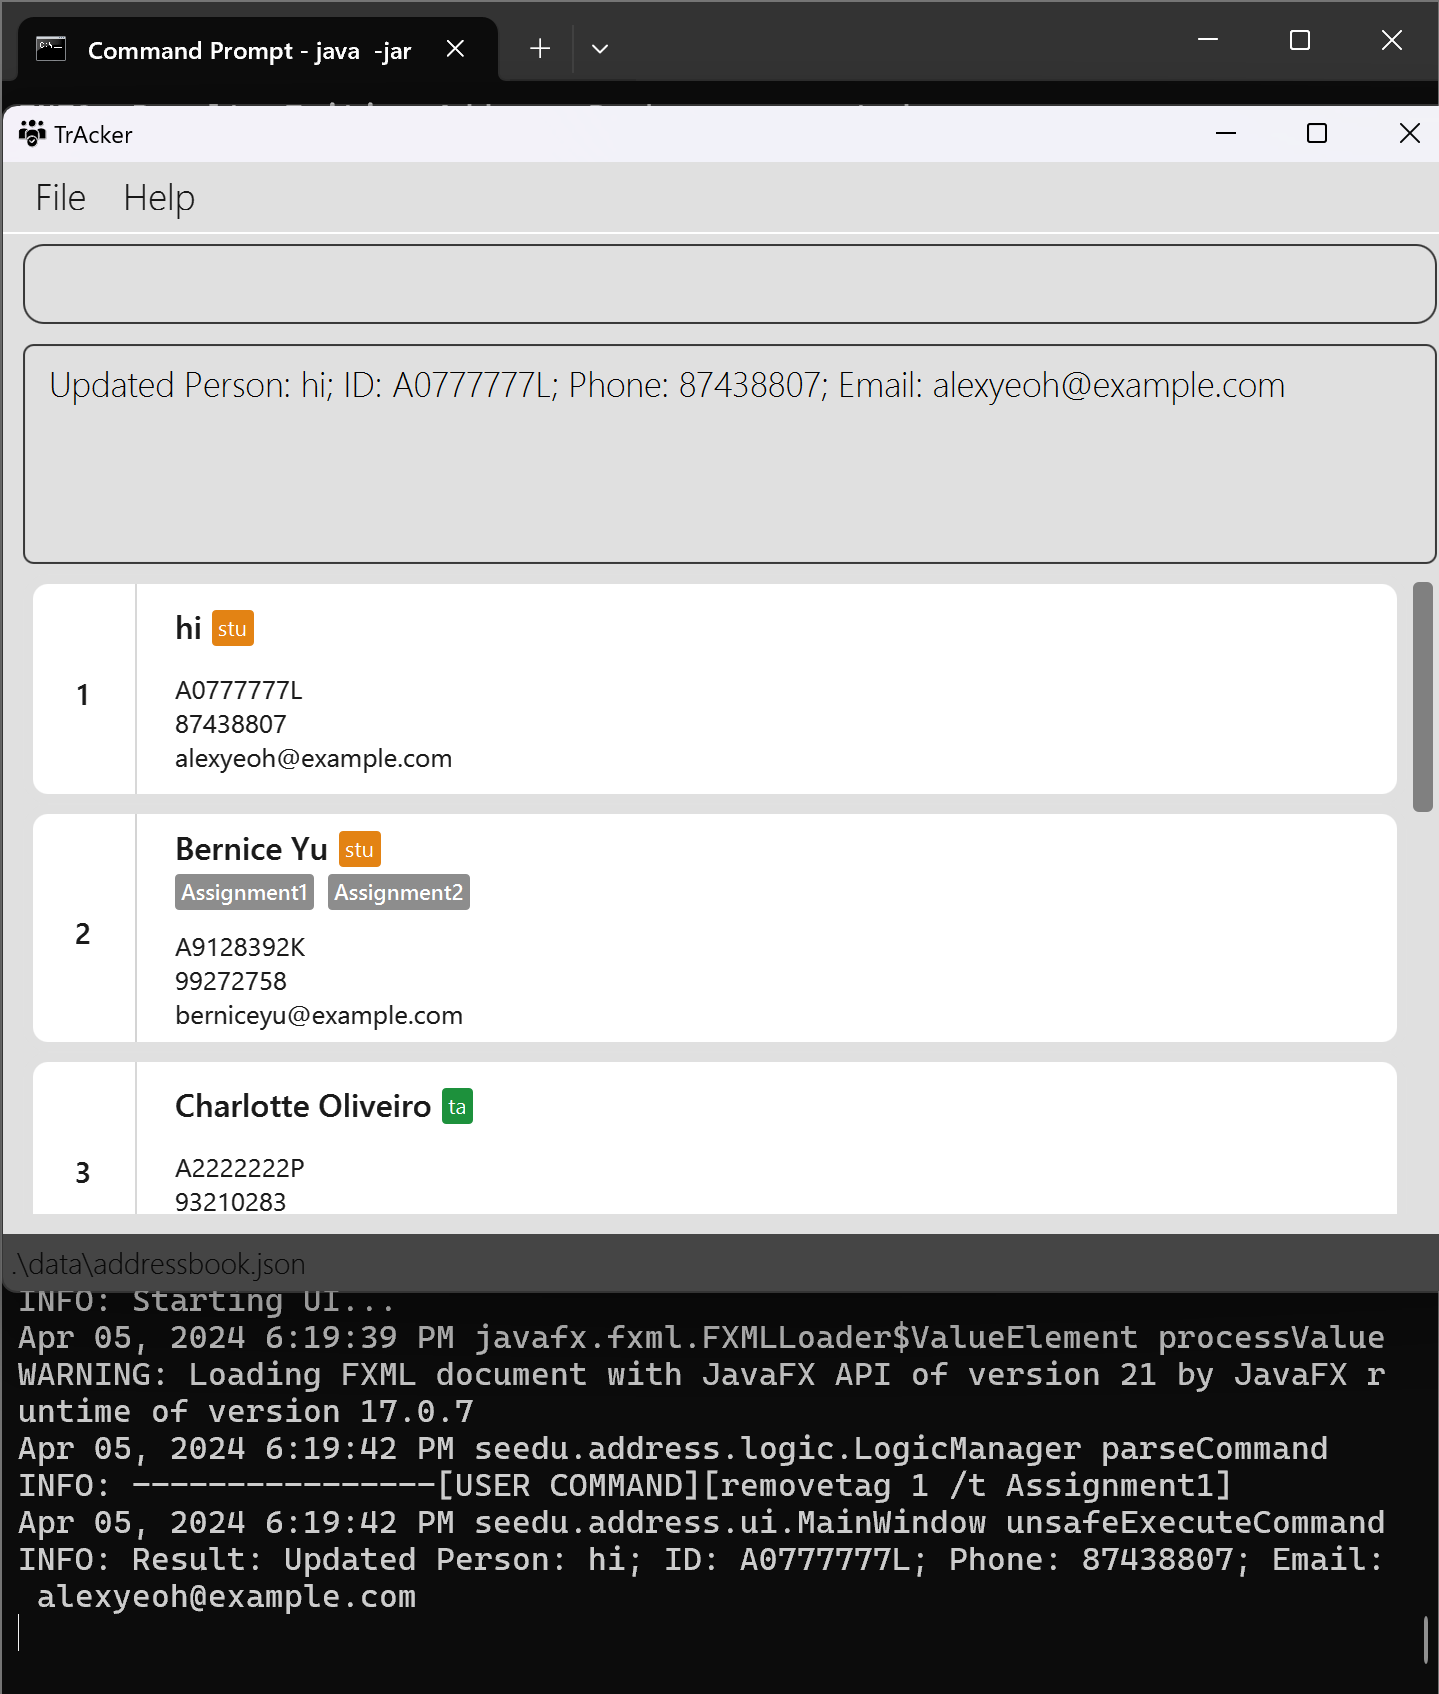 Command Prompt - java  -jar
TrAcker
File Help
Updated Person: hi; ID: A0777777L; Phone: 87438807; Email: alexyeoh@example.com
1
hi stu
A0777777L
87438807
alexyeoh@example.com
2
Bernice Yu stu
Assignment1 Assignment2
A9128392K
99272758
berniceyu@example.com
3
Charlotte Oliveiro ta
A2222222P
93210283
.\data\addressbook.json
INFO: Starting UI...
Apr 05, 2024 6:19:39 PM javafx.fxml.FXMLLoader$ValueElement processValue
WARNING: Loading FXML document with JavaFX API of version 21 by JavaFX r
untime of version 17.0.7
Apr 05, 2024 6:19:42 PM seedu.address.logic.LogicManager parseCommand
INFO: ----------------[USER COMMAND][removetag 1 /t Assignment1]
Apr 05, 2024 6:19:42 PM seedu.address.ui.MainWindow unsafeExecuteCommand
INFO: Result: Updated Person: hi; ID: A0777777L; Phone: 87438807; Email:
alexyeoh@example.com